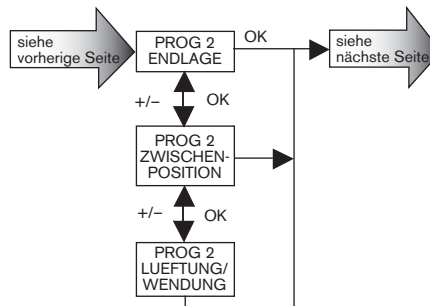 siehe
vorherige Seite
PROG 2
ENDLAGE
OK
siehe
nächste Seite
+/– OK
PROG 2
ZWISCHEN-
POSITION
+/– OK
PROG 2
LUEFTUNG/
WENDUNG